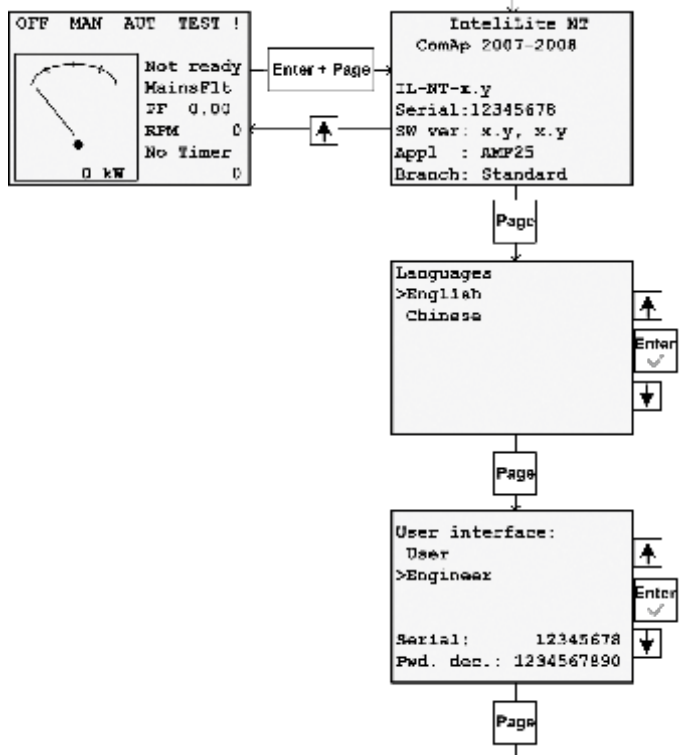 OFF MAN AUT TEST !
Not ready
MainsFlt
PF 0.00
RPM 0
No Timer
0 kW 0
Enter + Page
InteliLite NT
ComAp 2007-2008
IL-NT-x.y
Serial:12345678
SW ver: x.y, x.y
Appl : AMF25
Branch: Standard
Page
Languages
>English
Chinese
Enter
Page
User interface:
User
>Engineer
Enter
Serial: 12345678
Pwd. dec.: 1234567890
Page